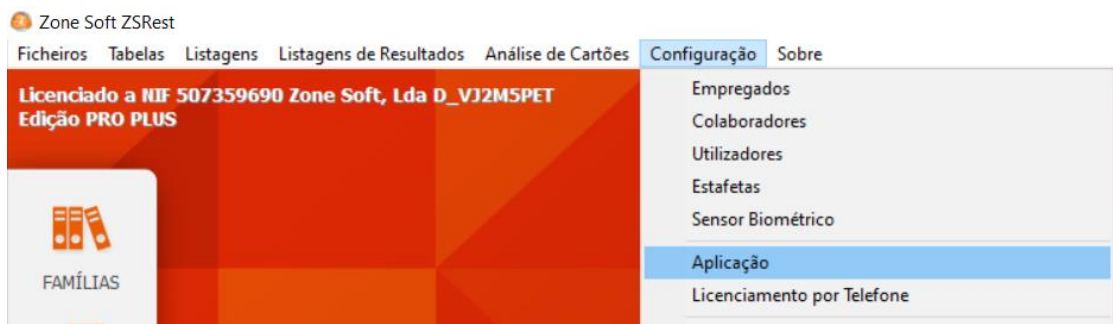 Zone Soft ZSRest
Ficheiros Tabelas Listagens Listagens de Resultados Análise de Cartões Configuração Sobre
Licenciado a NIF 507359690 Zone Soft, Lda D_VJ2M5PET
Edição PRO PLUS
Empregados
Colaboradores
Utilizadores
Estafetas
Sensor Biométrico
Aplicação
Licenciamento por Telefone
FAMÍLIAS